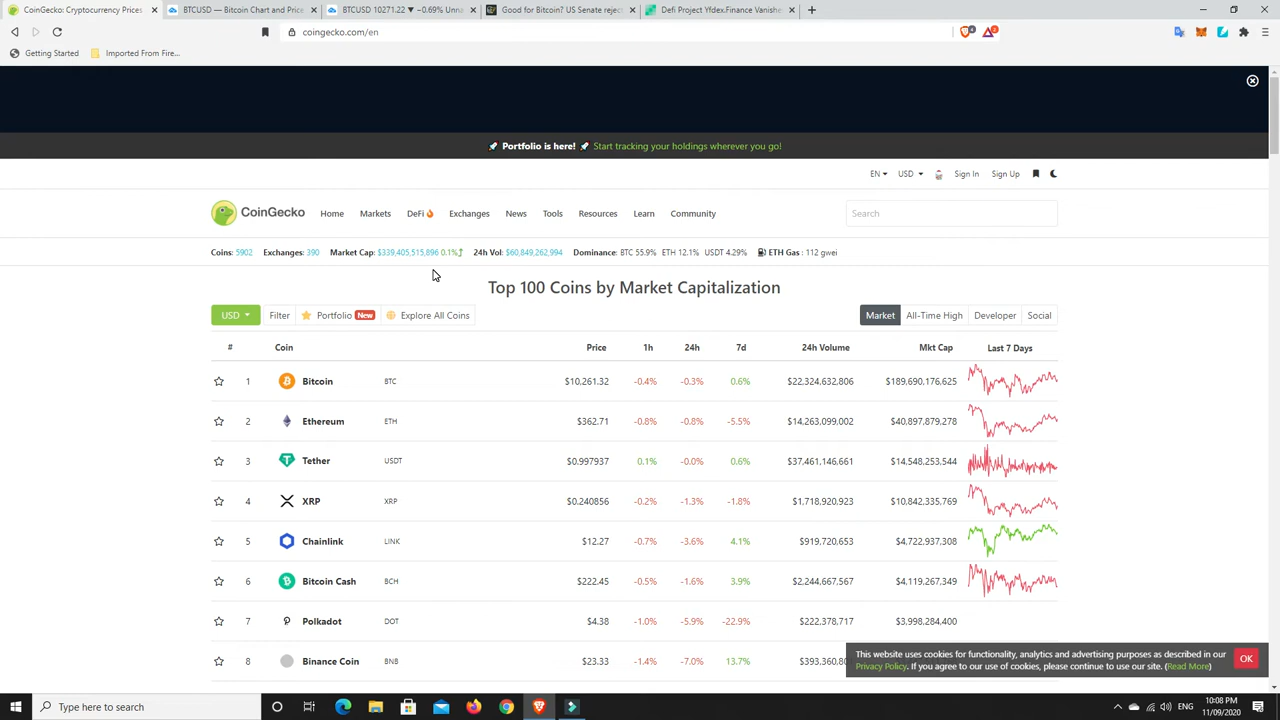 CoinGecko: Cryptocurrency Prices
BTCUSD — Bitcoin Chart and Price
BTCUSD 10271.22 ▼ −0.69% Unna
Good for Bitcoin? US Senate reject
Defi Project Yfdex.Finance Vanishe
coingecko.com/en
Getting Started
Imported From Fire...
Portfolio is here! Start tracking your holdings wherever you go!
EN USD Sign In Sign Up
CoinGecko Home Markets DeFi Exchanges News Tools Resources Learn Community Search
Coins: 5902 Exchanges: 390 Market Cap: $339,405,515,896 0.1% 24h Vol: $60,849,262,994 Dominance: BTC 55.9% ETH 12.1% USDT 4.29% ETH Gas : 112 gwei
Top 100 Coins by Market Capitalization
USD Filter Portfolio New Explore All Coins Market All-Time High Developer Social
# Coin Price 1h 24h 7d 24h Volume Mkt Cap Last 7 Days
1 Bitcoin BTC $10,261.32 -0.4% -0.3% 0.6% $22,324,632,806 $189,690,176,625
2 Ethereum ETH $362.71 -0.8% -0.8% -5.5% $14,263,099,002 $40,897,879,278
3 Tether USDT $0.997937 0.1% -0.0% 0.6% $37,461,146,661 $14,548,253,544
4 XRP XRP $0.240856 -0.2% -1.3% -1.8% $1,718,920,923 $10,842,335,769
5 Chainlink LINK $12.27 -0.7% -3.6% 4.1% $919,720,653 $4,722,937,308
6 Bitcoin Cash BCH $222.45 -0.5% -1.6% 3.9% $2,244,667,567 $4,119,267,349
7 Polkadot DOT $4.38 -1.0% -5.9% -22.9% $222,378,717 $3,998,284,400
8 Binance Coin BNB $23.33 -1.4% -7.0% 13.7% $393,360,80
This website uses cookies for functionality, analytics and advertising purposes as described in our
Privacy Policy. If you agree to our use of cookies, please continue to use our site. (Read More)
OK
Type here to search
ENG
10:08 PM
11/09/2020